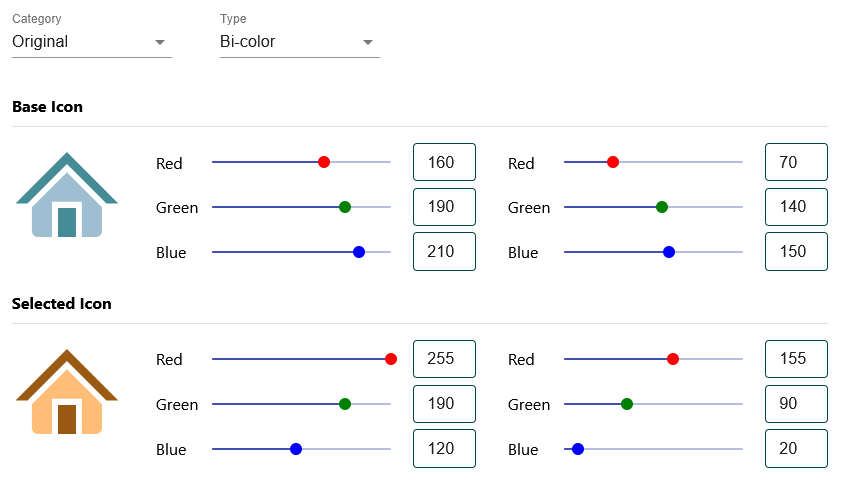 Category Type
Original Bi-color
Base Icon
Red 160 Red 70
Green 190 Green 140
Blue 210 Blue 150
Selected Icon
Red 255 Red 155
Green 190 Green 90
Blue 120 Blue 20